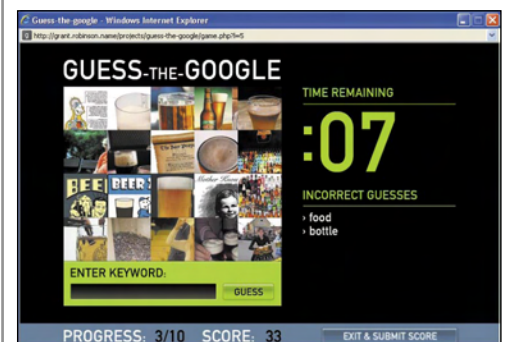 Guess-the-google - Windows Internet Explorer
http://grant.robinson.name/projects/guess-the-google/game.php?l=5
GUESS-THE-GOOGLE
TIME REMAINING
:07
INCORRECT GUESSES
› food
› bottle
BEER
BEER
ENTER KEYWORD:
GUESS
PROGRESS: 3/10 SCORE: 33
EXIT & SUBMIT SCORE